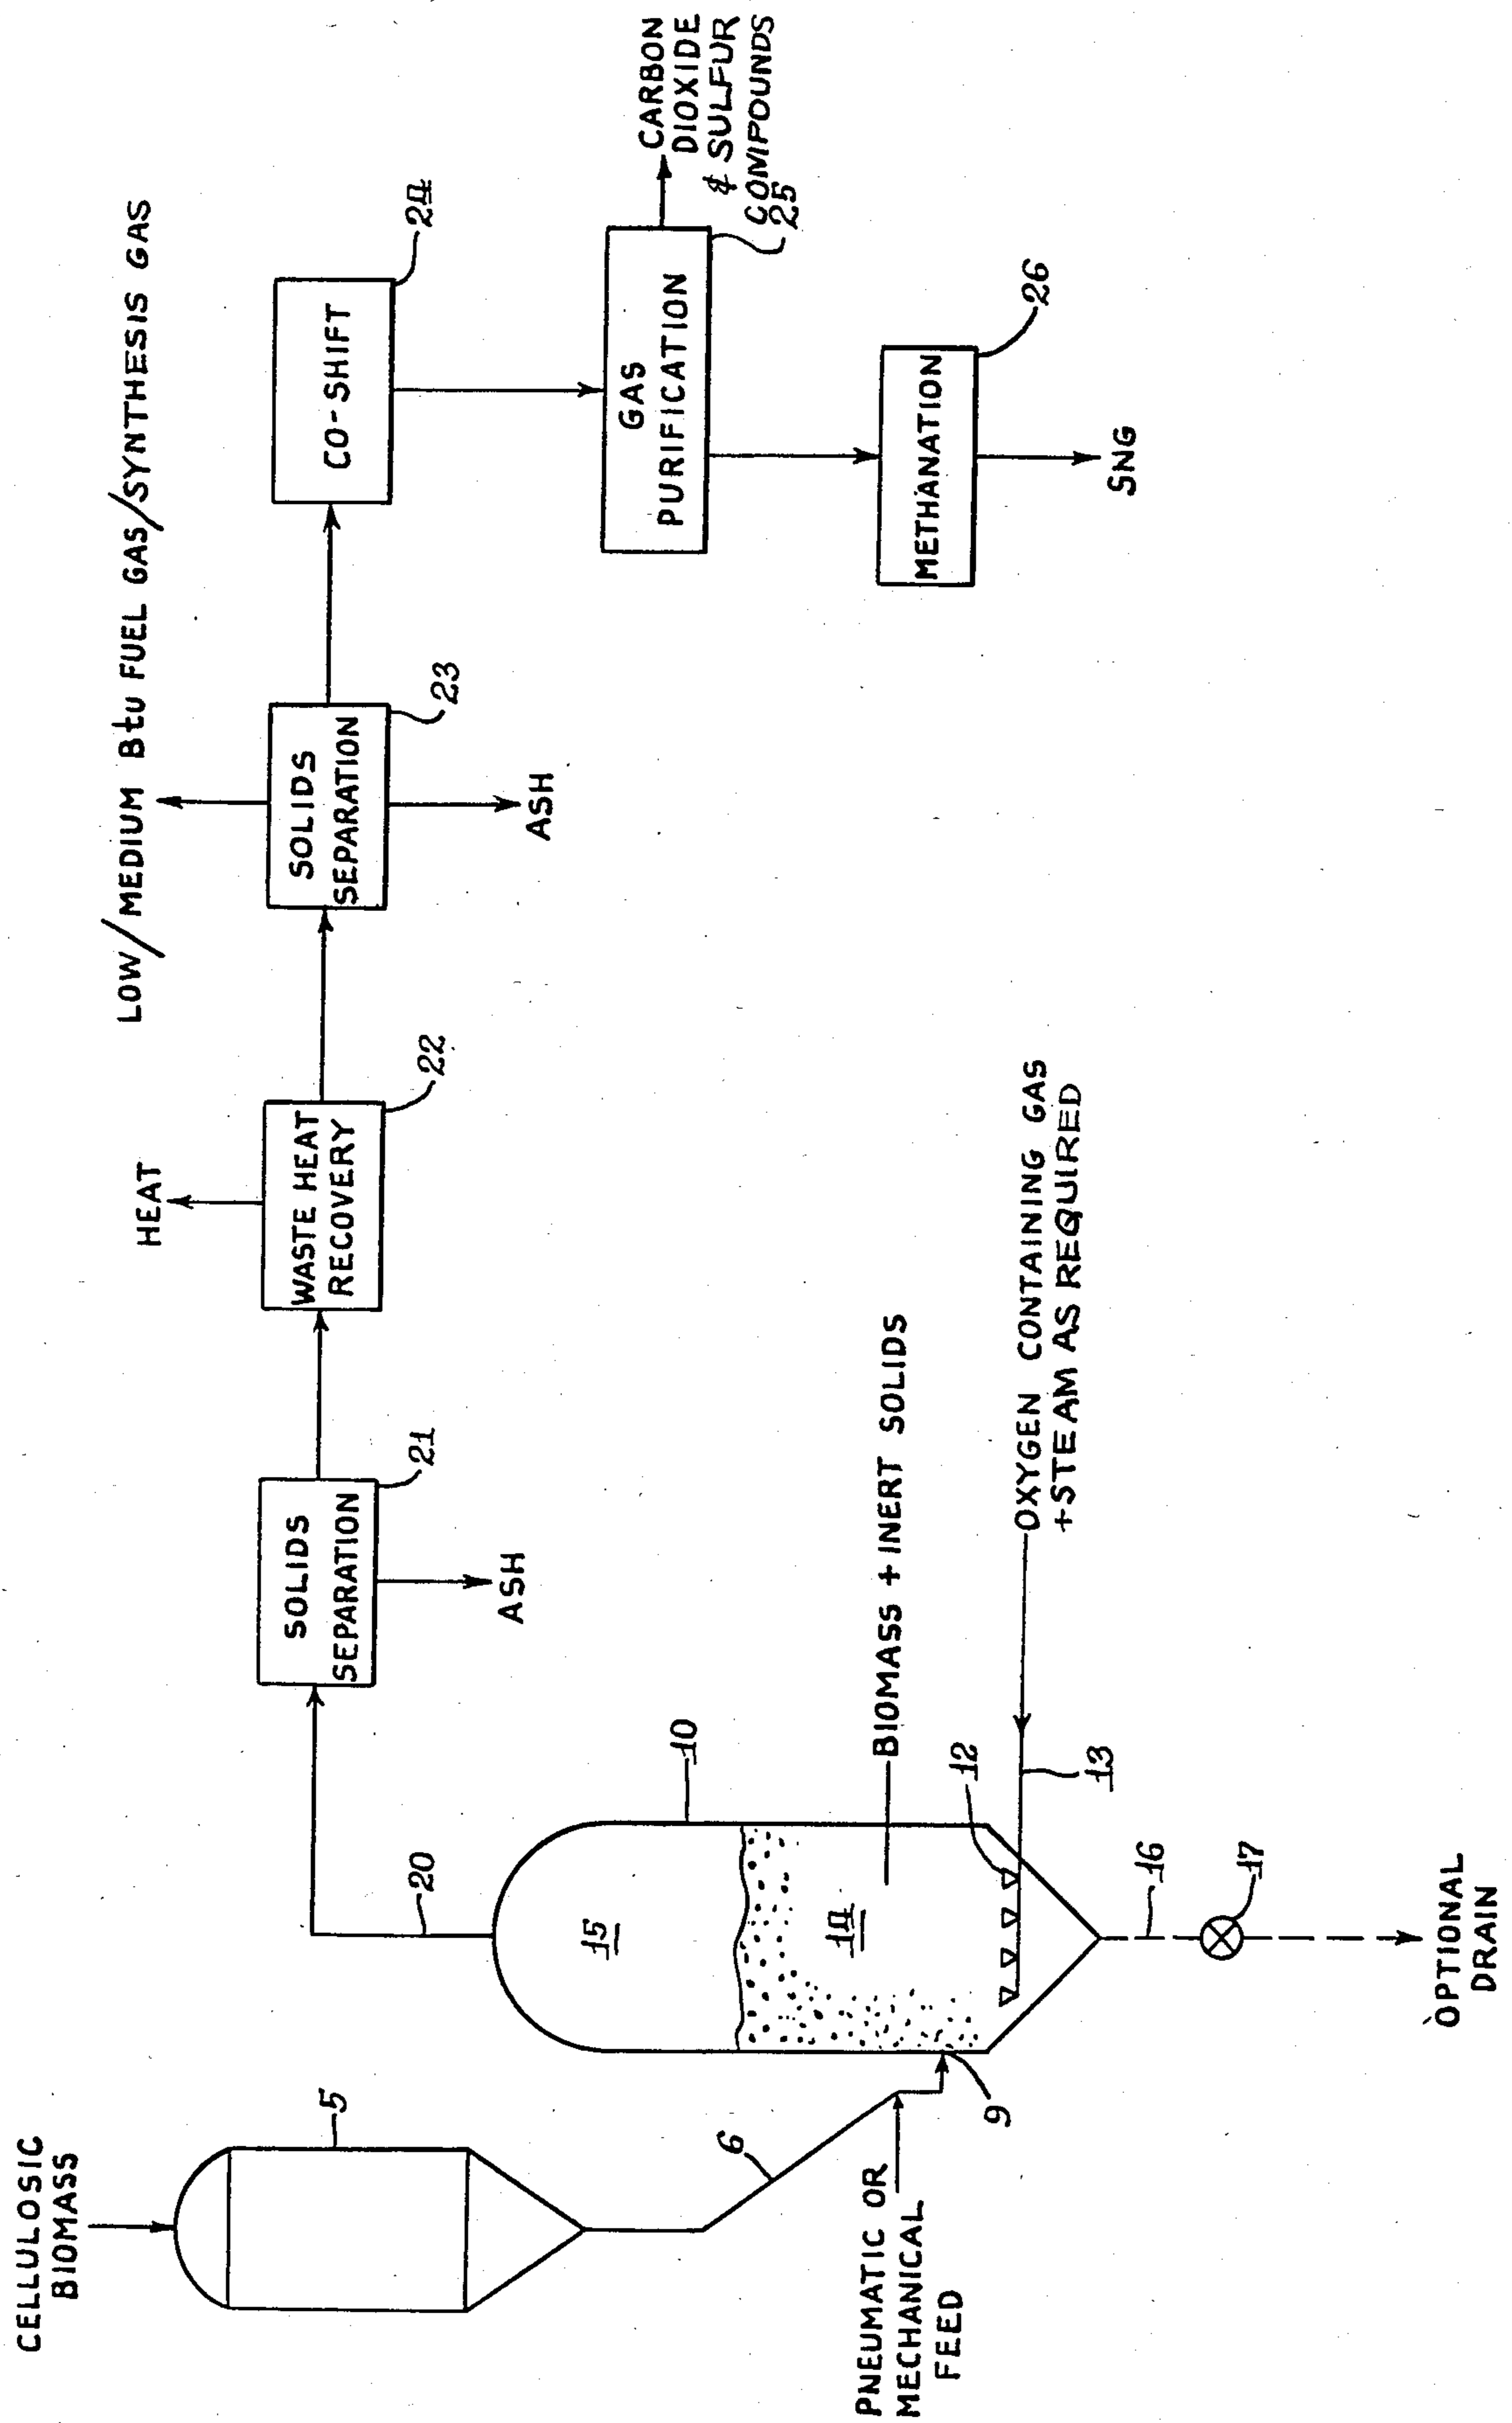 CELLULOSIC
BIOMASS
5
6
PNEUMATIC OR
MECHANICAL
FEED
9
10
15
14
BIOMASS + INERT SOLIDS
12
13
OXYGEN CONTAINING GAS
+STEAM AS REQUIRED
16
17
OPTIONAL
DRAIN
20
SOLIDS
SEPARATION
21
ASH
HEAT
WASTE HEAT
RECOVERY
22
LOW/MEDIUM Btu FUEL GAS/SYNTHESIS GAS
SOLIDS
SEPARATION
23
ASH
CO-SHIFT
24
GAS
PURIFICATION
25
CARBON
DIOXIDE
& SULFUR
COMPOUNDS
METHANATION
26
SNG